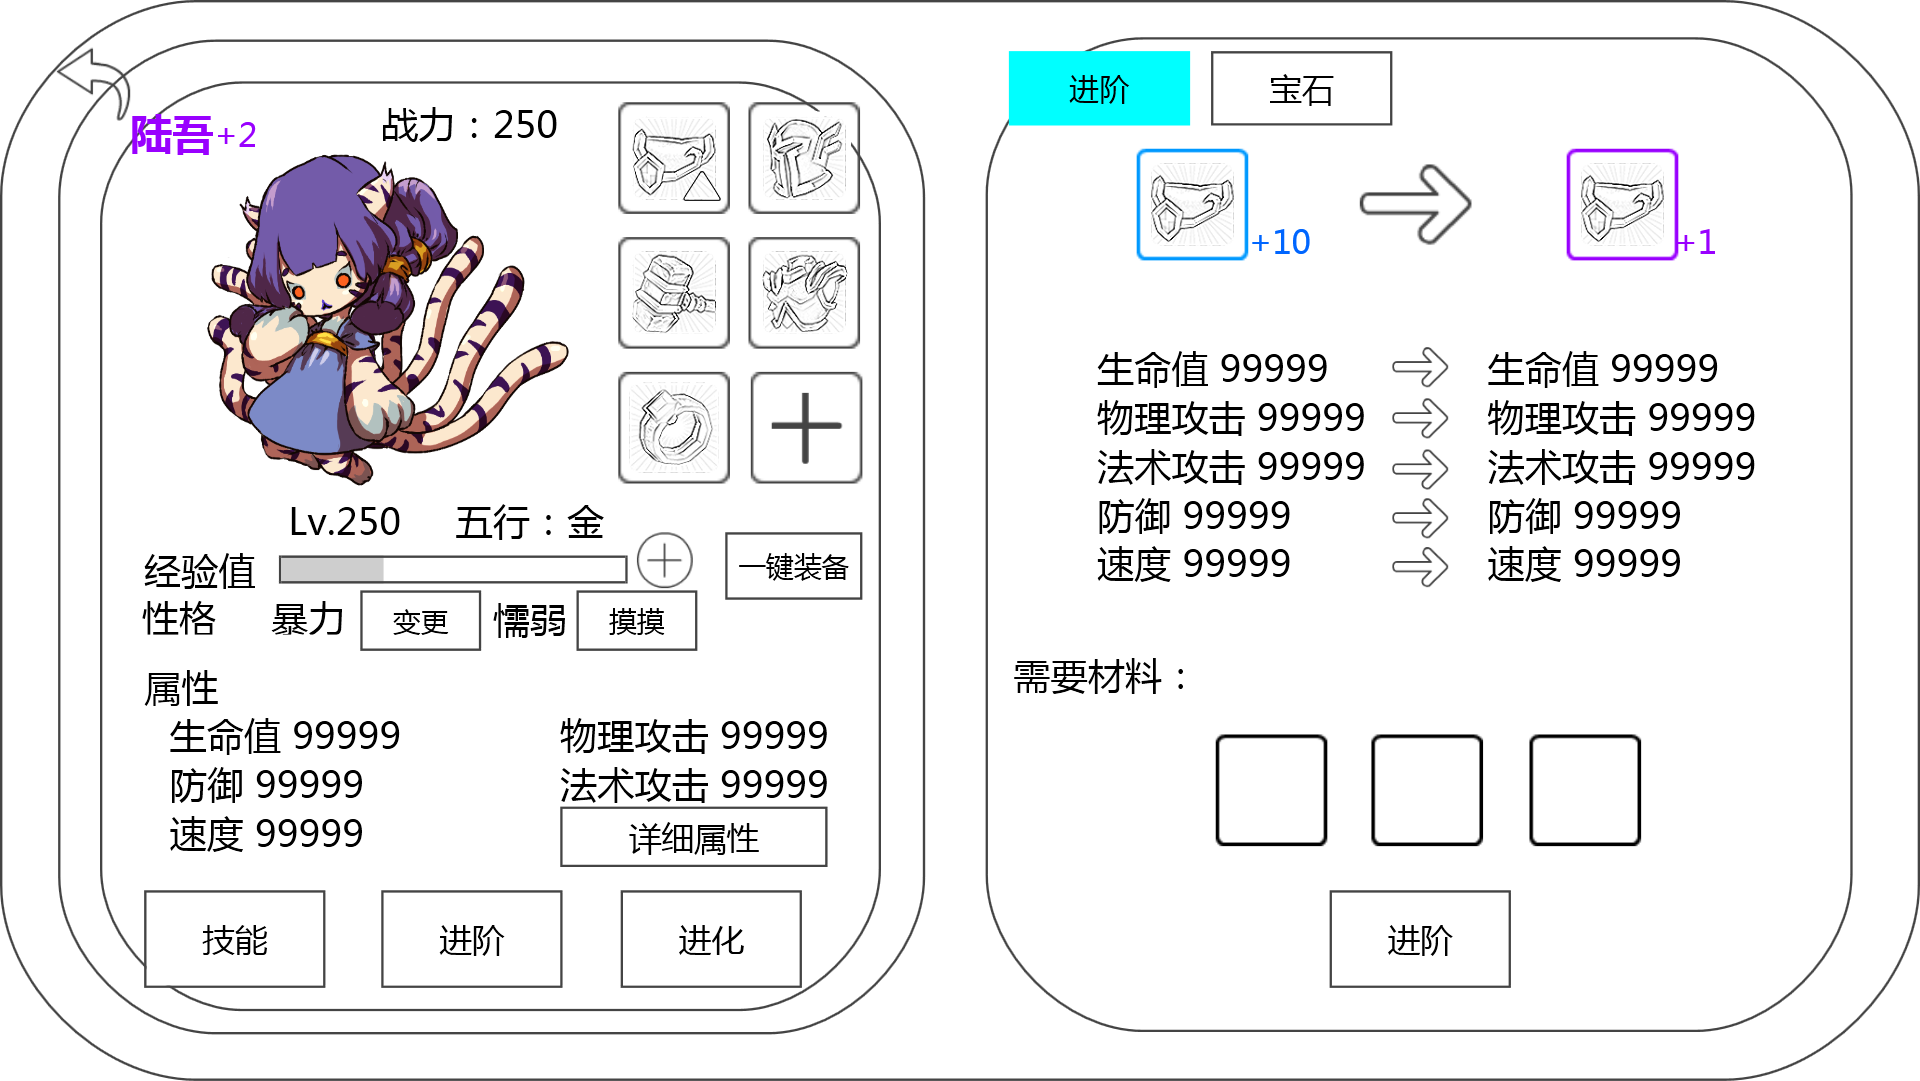 陆吾+2
战力：250
Lv.250 五行：金
经验值
一键装备
性格 暴力 变更 懦弱 摸摸
属性
生命值 99999 物理攻击 99999
防御 99999 法术攻击 99999
速度 99999 详细属性
技能 进阶 进化
进阶 宝石
+10 +1
生命值 99999 生命值 99999
物理攻击 99999 物理攻击 99999
法术攻击 99999 法术攻击 99999
防御 99999 防御 99999
速度 99999 速度 99999
需要材料：
进阶